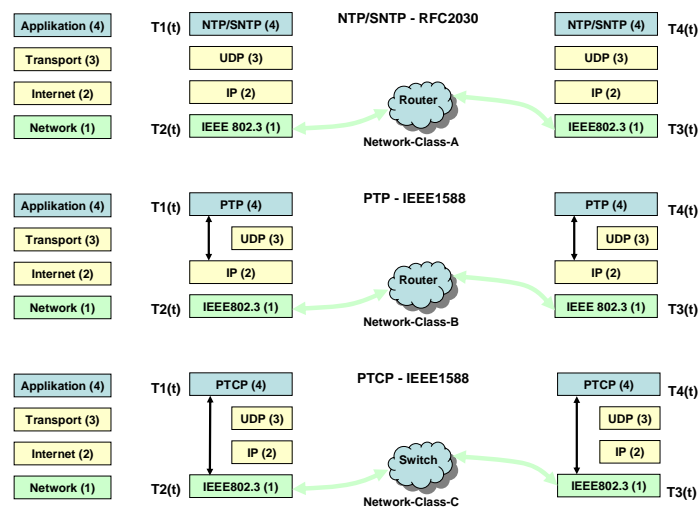 NTP/SNTP - RFC2030
Applikation (4)
T1(t)
NTP/SNTP (4)
NTP/SNTP (4)
T4(t)
Transport (3)
UDP (3)
UDP (3)
Internet (2)
IP (2)
Router
IP (2)
Network (1)
T2(t)
IEEE 802.3 (1)
IEEE802.3 (1)
T3(t)
Network-Class-A
PTP - IEEE1588
Applikation (4)
T1(t)
PTP (4)
PTP (4)
T4(t)
Transport (3)
UDP (3)
UDP (3)
Internet (2)
IP (2)
Router
IP (2)
Network (1)
T2(t)
IEEE802.3 (1)
IEEE 802.3 (1)
T3(t)
Network-Class-B
PTCP - IEEE1588
Applikation (4)
T1(t)
PTCP (4)
PTCP (4)
T4(t)
Transport (3)
UDP (3)
UDP (3)
Internet (2)
IP (2)
Switch
IP (2)
Network (1)
T2(t)
IEEE802.3 (1)
IEEE802.3 (1)
T3(t)
Network-Class-C